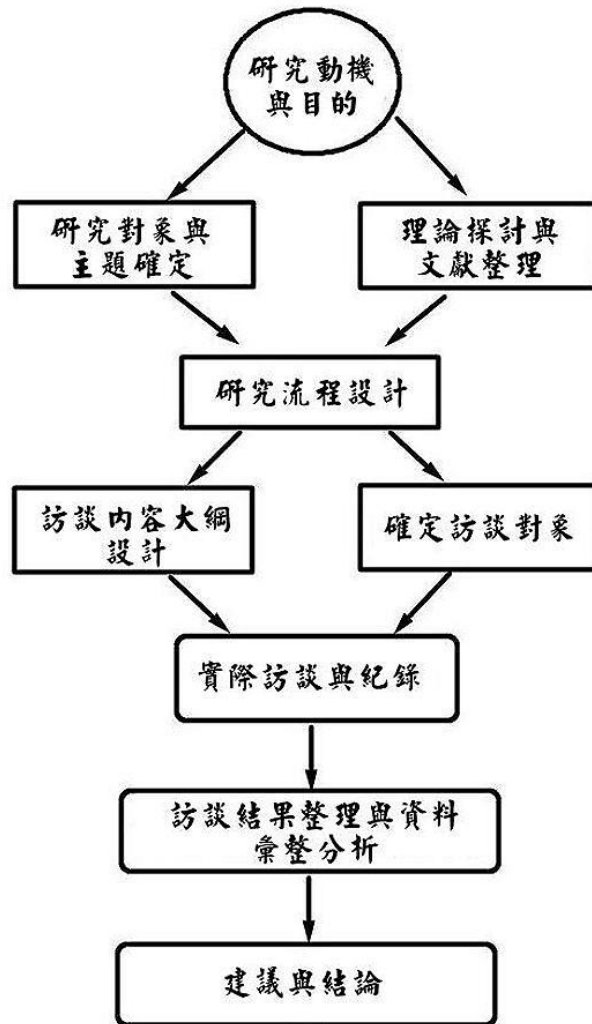 研究動機
與目的
研究對象與
主題確定
理論探討與
文獻整理
研究流程設計
訪談內容大綱
設計
確定訪談對象
實際訪談與紀錄
訪談結果整理與資料
彙整分析
建議與結論